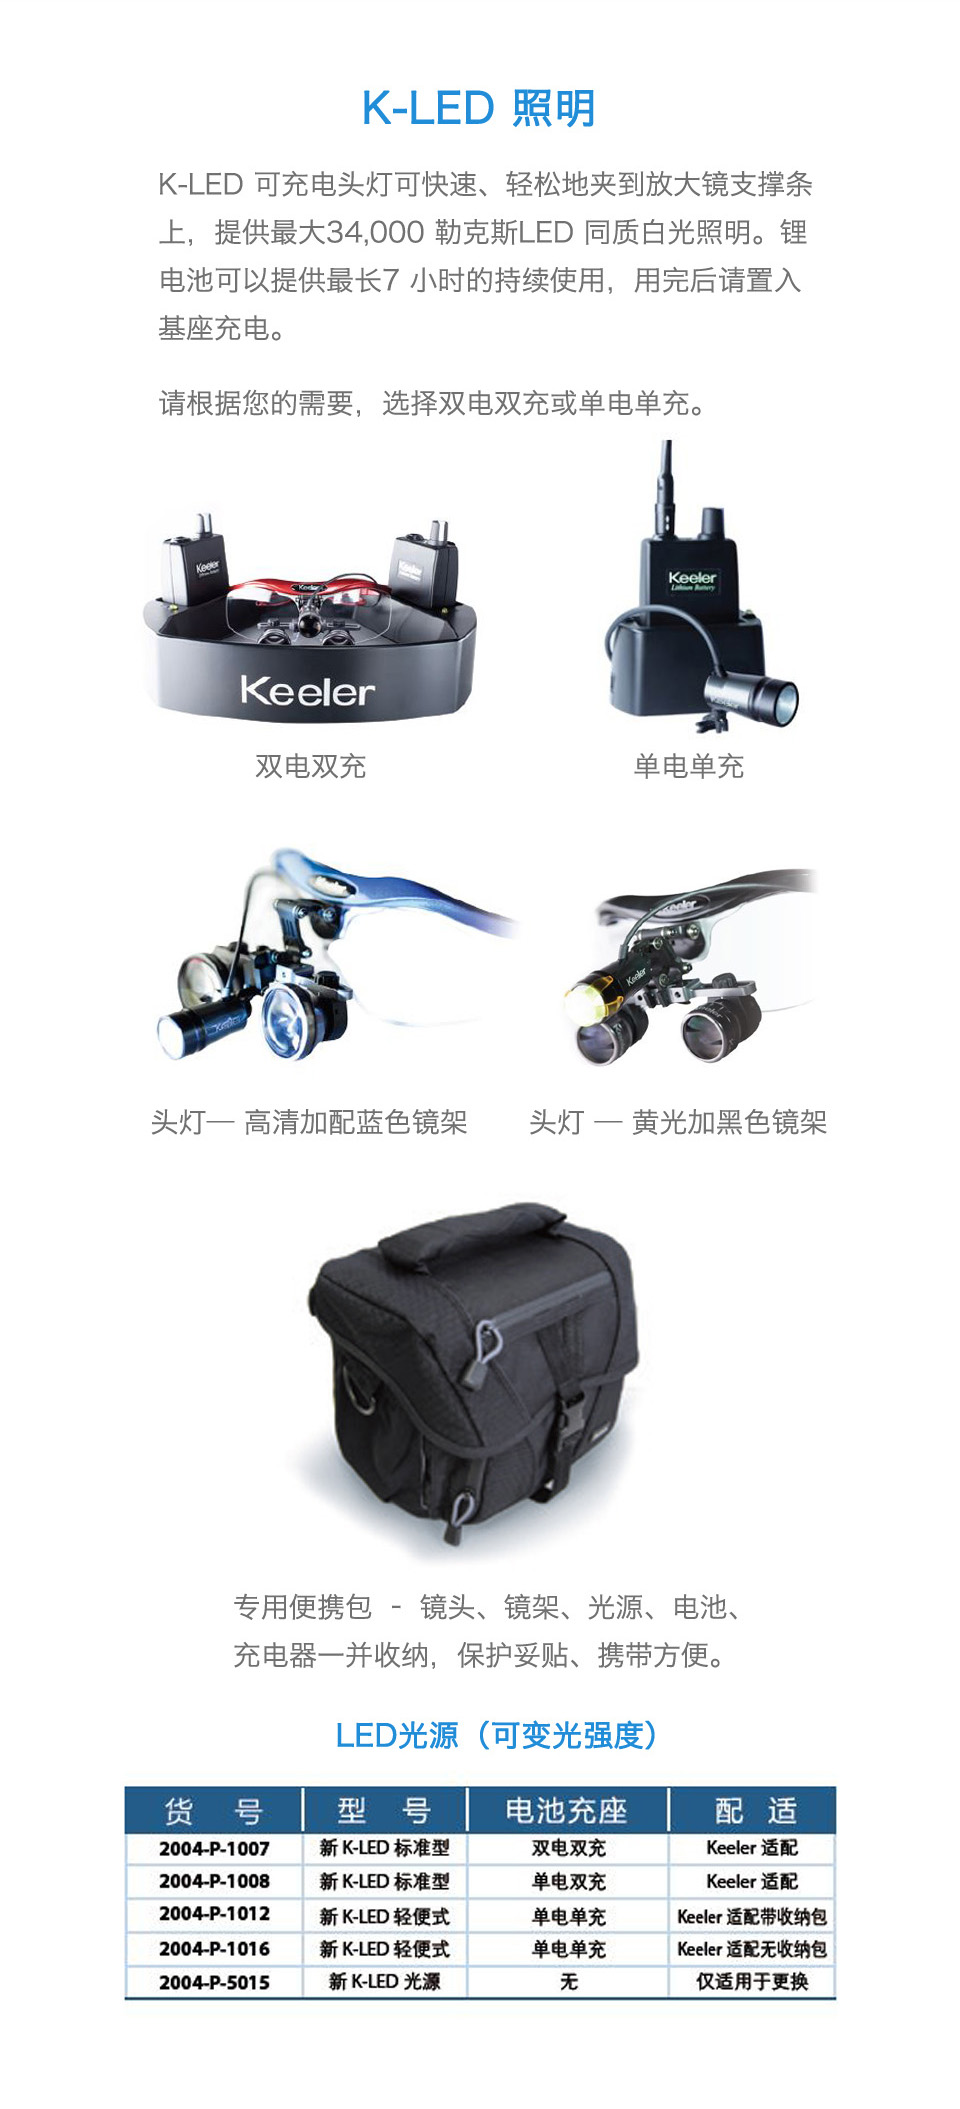 K-LED 照明
K-LED 可充电头灯可快速、轻松地夹到放大镜支撑条
上，提供最大34,000 勒克斯LED 同质白光照明。锂
电池可以提供最长7 小时的持续使用，用完后请置入
基座充电。
请根据您的需要，选择双电双充或单电单充。
Keeler
Keeler
Keeler
Lithium Battery
Keeler
双电双充
单电单充
Keeler
Keeler
头灯— 高清加配蓝色镜架
头灯 — 黄光加黑色镜架
专用便携包 - 镜头、镜架、光源、电池、
充电器一并收纳，保护妥贴、携带方便。
LED光源（可变光强度）
货 号 型 号 电池充座 配 适
2004-P-1007 新 K-LED 标准型 双电双充 Keeler 适配
2004-P-1008 新 K-LED 标准型 单电双充 Keeler 适配
2004-P-1012 新 K-LED 轻便式 单电单充 Keeler 适配带收纳包
2004-P-1016 新 K-LED 轻便式 单电单充 Keeler 适配无收纳包
2004-P-5015 新 K-LED 光源 无 仅适用于更换